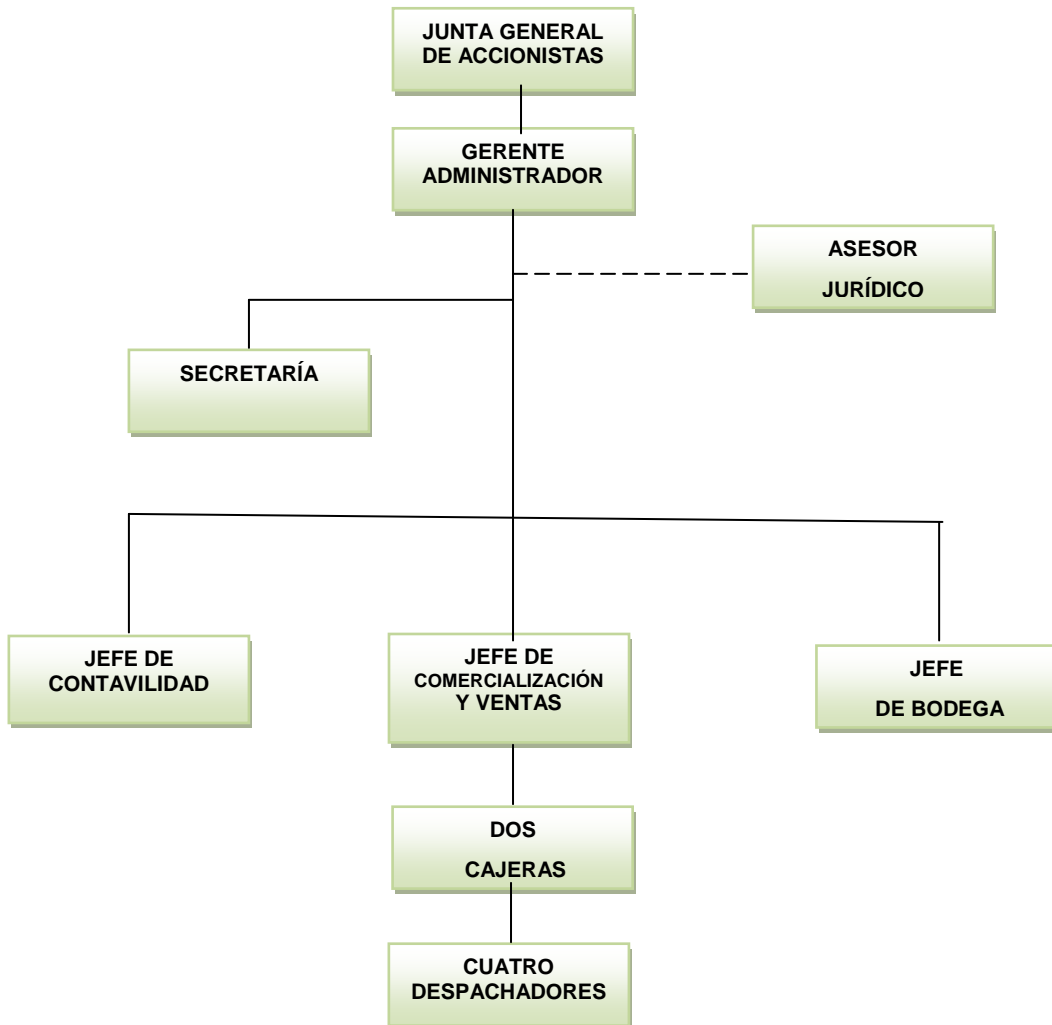 JUNTA GENERAL
DE ACCIONISTAS
GERENTE
ADMINISTRADOR
ASESOR
JURÍDICO
SECRETARÍA
JEFE DE
CONTAVILIDAD
JEFE DE
COMERCIALIZACIÓN
Y VENTAS
JEFE
DE BODEGA
DOS
CAJERAS
CUATRO
DESPACHADORES